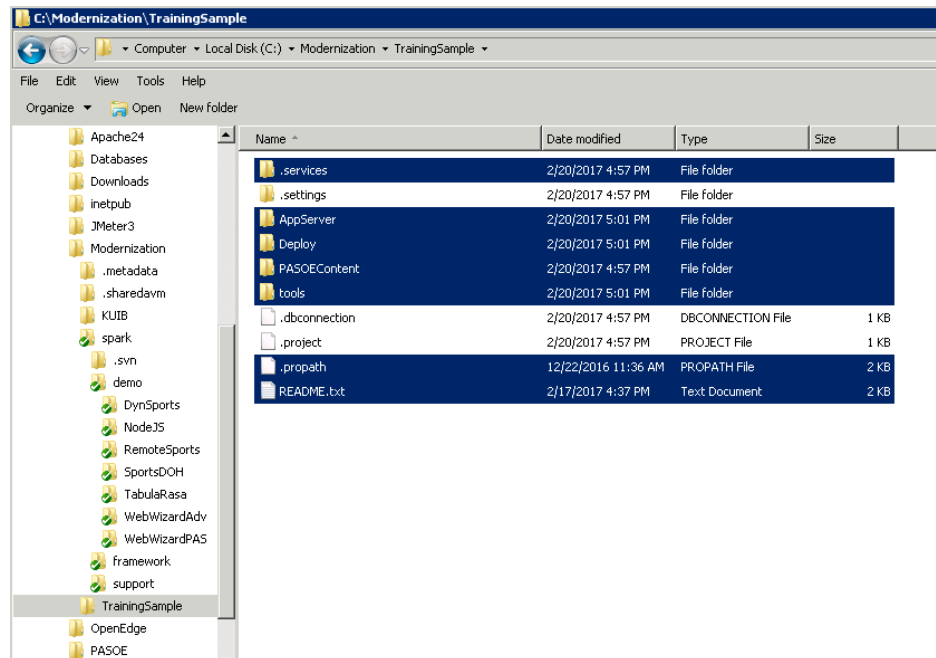 C:\Modernization\TrainingSample
Computer Local Disk (C:) Modernization TrainingSample
File Edit View Tools Help
Organize Open New folder
Apache24
Databases
Downloads
inetpub
JMeter3
Modernization
.metadata
.sharedavm
KUIB
spark
.svn
demo
DynSports
NodeJS
RemoteSports
SportsDOH
TabulaRasa
WebWizardAdv
WebWizardPAS
framework
support
TrainingSample
OpenEdge
PASOE
Name Date modified Type Size
.services 2/20/2017 4:57 PM File folder
.settings 2/20/2017 4:57 PM File folder
AppServer 2/20/2017 5:01 PM File folder
Deploy 2/20/2017 5:01 PM File folder
PASOEContent 2/20/2017 4:57 PM File folder
tools 2/20/2017 5:01 PM File folder
.dbconnection 2/20/2017 4:57 PM DBCONNECTION File 1 KB
.project 2/20/2017 4:57 PM PROJECT File 1 KB
.propath 12/22/2016 11:36 AM PROPATH File 2 KB
README.txt 2/17/2017 4:37 PM Text Document 2 KB